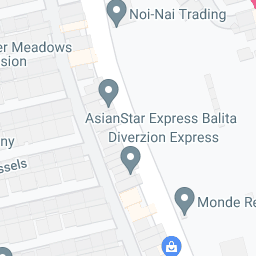 Noi-Nai Trading
er Meadows
sion
AsianStar Express Balita
Diverzion Express
ny
ssels
Monde Re